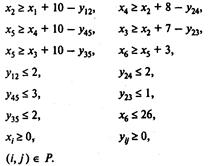 x₂ ≥ x₁ + 10 − y₁₂, x₄ ≥ x₂ + 8 − y₂₄,
x₅ ≥ x₄ + 10 − y₄₅, x₃ ≥ x₂ + 7 − y₂₃,
x₅ ≥ x₃ + 10 − y₃₅, x₆ ≥ x₅ + 3,
y₁₂ ≤ 2, y₂₄ ≤ 2,
y₄₅ ≤ 3, y₂₃ ≤ 1,
y₃₅ ≤ 2, x₆ ≤ 26,
xᵢ ≥ 0, yᵢⱼ ≥ 0,
(i, j) ∈ P.